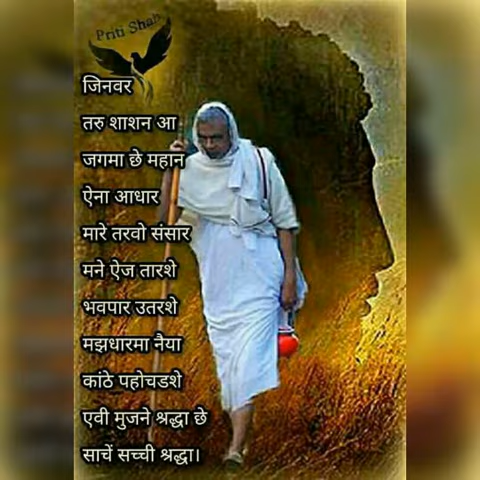 Priti Shah
जिनवर
तरु शाशन आ
जगमा छे महान
ऐना आधार
मारे तरवो संसार
मने ऐज तारशे
भवपार उतरशे
मझधारमा नैया
कांठे पहोचडशे
एवी मुजने श्रद्धा छे
साचें सच्ची श्रद्धा।